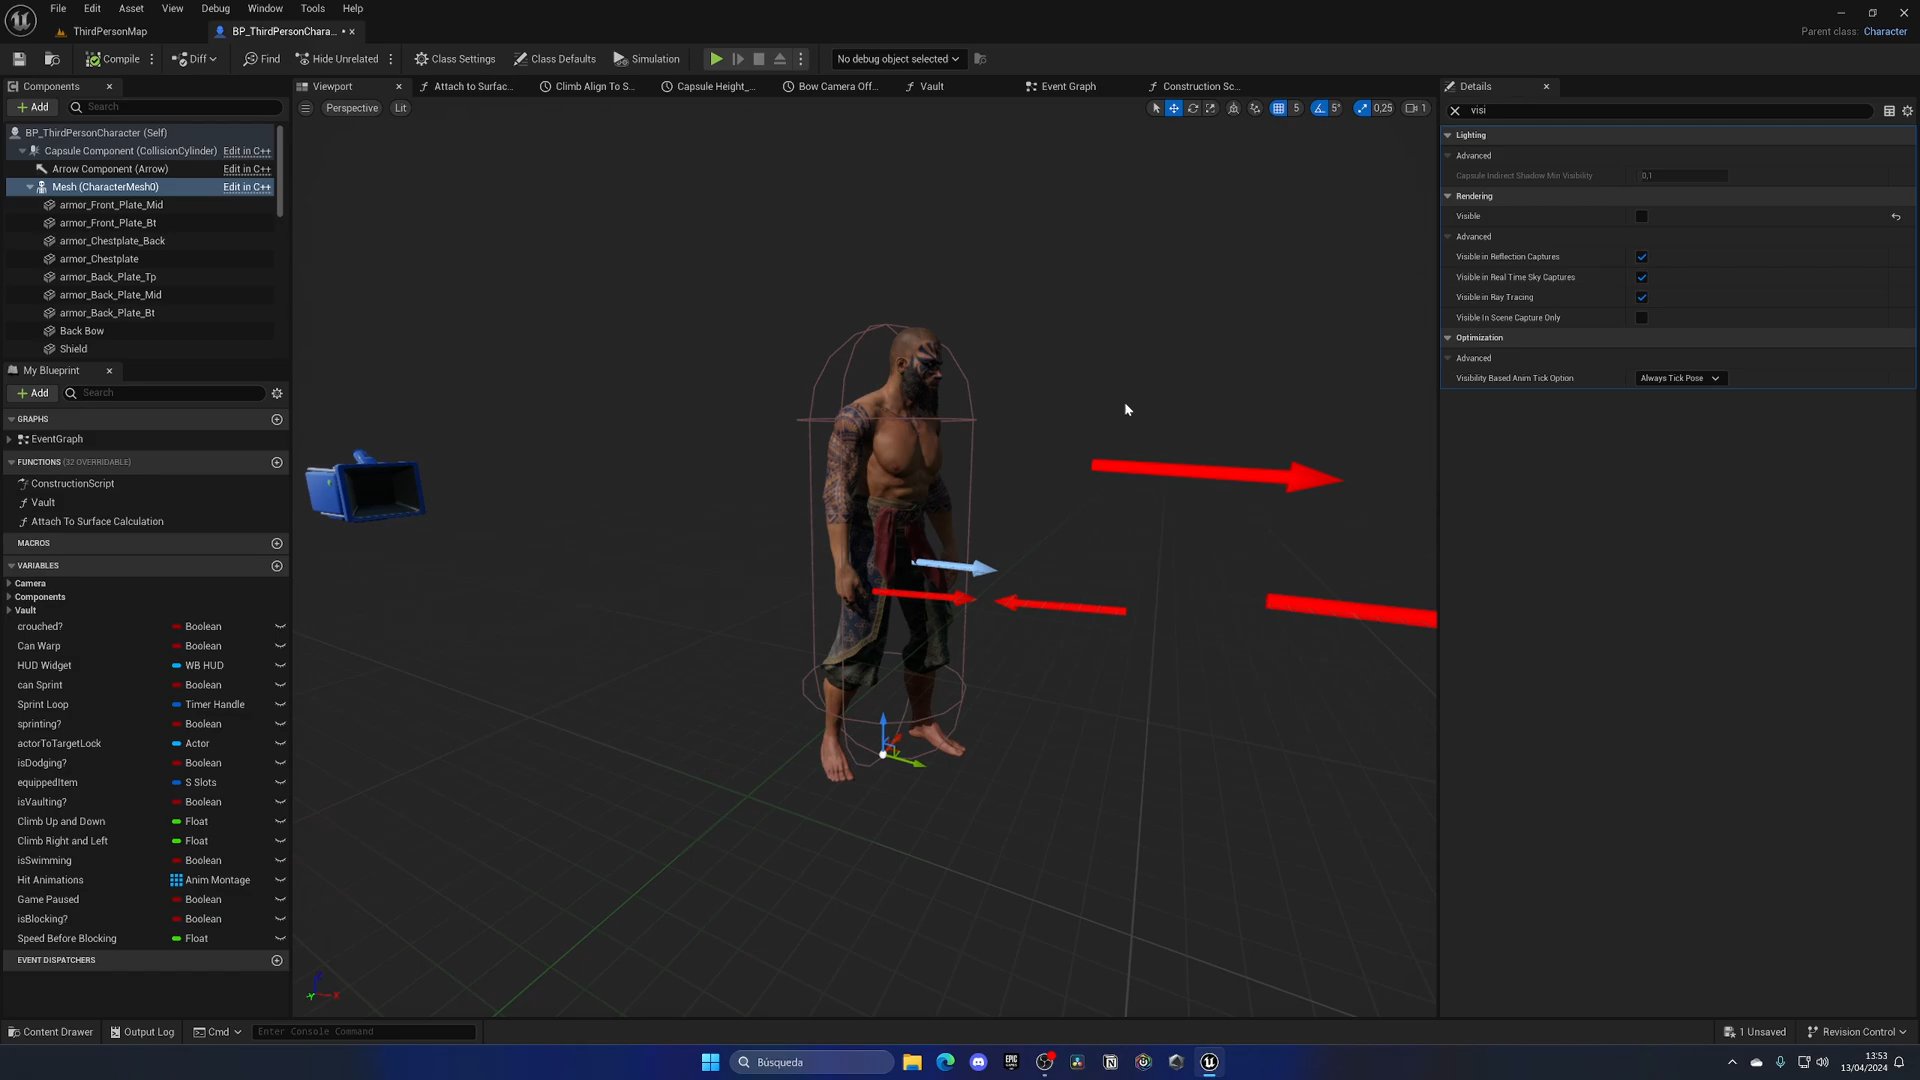 File Edit Asset View Debug Window Tools Help
ThirdPersonMap
BP_ThirdPersonChara...
Parent class: Character
Compile Diff Find Hide Unrelated Class Settings Class Defaults Simulation No debug object selected
Components
Viewport Attach to Surfac... Climb Align To S... Capsule Height_... Bow Camera Off... Vault Event Graph Construction Sc...
Details
Add Search
Perspective Lit
5 5° 0,25 1
visi
BP_ThirdPersonCharacter (Self)
Capsule Component (CollisionCylinder) Edit in C++
Arrow Component (Arrow) Edit in C++
Mesh (CharacterMesh0) Edit in C++
armor_Front_Plate_Mid
armor_Front_Plate_Bt
armor_Chestplate_Back
armor_Chestplate
armor_Back_Plate_Tp
armor_Back_Plate_Mid
armor_Back_Plate_Bt
Back Bow
Shield
Lighting
Advanced
Capsule Indirect Shadow Min Visibility 0,1
Rendering
Visible
Advanced
Visible in Reflection Captures
Visible in Real Time Sky Captures
Visible in Ray Tracing
Visible In Scene Capture Only
Optimization
Advanced
Visibility Based Anim Tick Option Always Tick Pose
My Blueprint
Add Search
GRAPHS
EventGraph
FUNCTIONS (32 OVERRIDABLE)
ConstructionScript
Vault
Attach To Surface Calculation
MACROS
VARIABLES
Camera
Components
Vault
crouched? Boolean
Can Warp Boolean
HUD Widget WB HUD
can Sprint Boolean
Sprint Loop Timer Handle
sprinting? Boolean
actorToTargetLock Actor
isDodging? Boolean
equippedItem S Slots
isVaulting? Boolean
Climb Up and Down Float
Climb Right and Left Float
isSwimming Boolean
Hit Animations Anim Montage
Game Paused Boolean
isBlocking? Boolean
Speed Before Blocking Float
EVENT DISPATCHERS
Content Drawer Output Log Cmd Enter Console Command
1 Unsaved Revision Control
Búsqueda
EPIC GAMES
13:53
13/04/2024